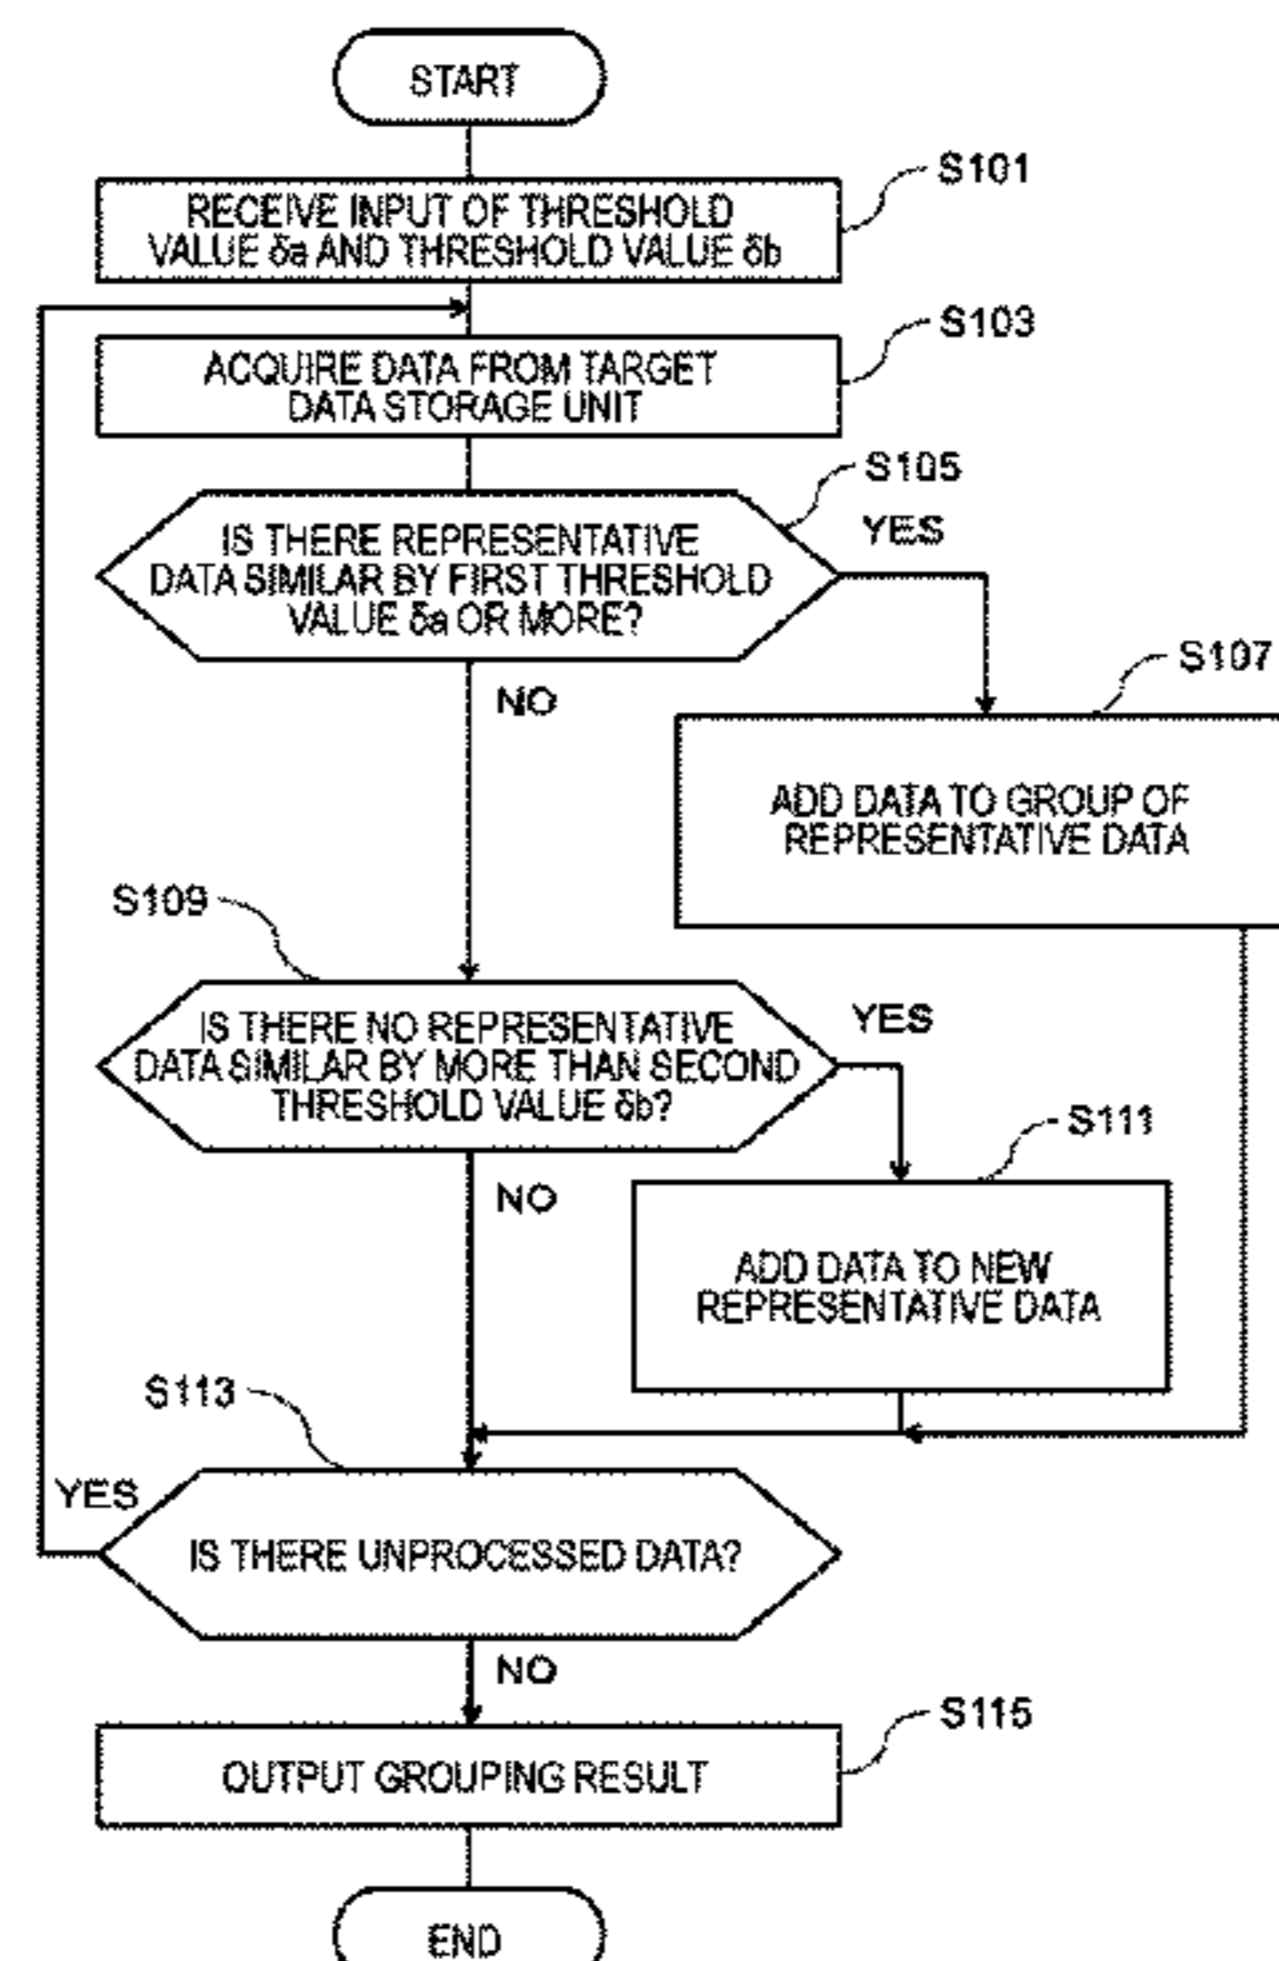 START
S101
RECEIVE INPUT OF THRESHOLD
VALUE δa AND THRESHOLD VALUE δb
S103
ACQUIRE DATA FROM TARGET
DATA STORAGE UNIT
S105
YES
IS THERE REPRESENTATIVE
DATA SIMILAR BY FIRST THRESHOLD
VALUE δa OR MORE?
NO
S107
ADD DATA TO GROUP OF
REPRESENTATIVE DATA
S109
YES
IS THERE NO REPRESENTATIVE
DATA SIMILAR BY MORE THAN SECOND
THRESHOLD VALUE δb?
NO
S111
ADD DATA TO NEW
REPRESENTATIVE DATA
S113
YES
IS THERE UNPROCESSED DATA?
NO
S115
OUTPUT GROUPING RESULT
END